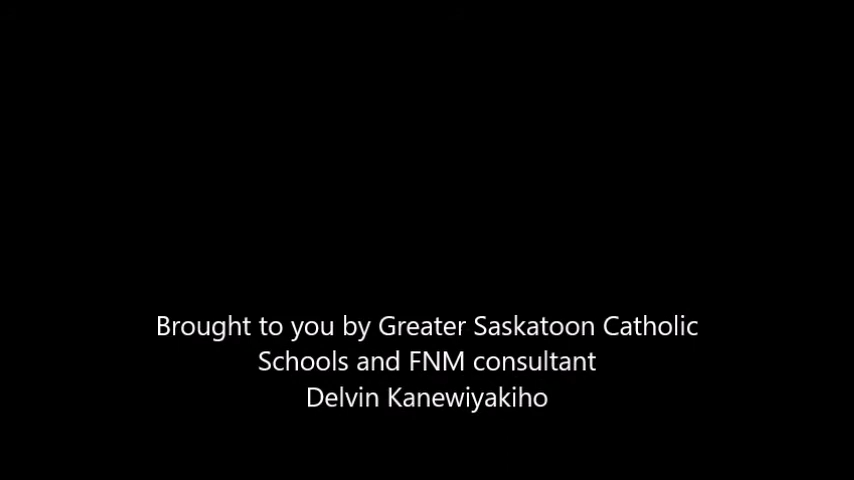 Brought to you by Greater Saskatoon Catholic
Schools and FNM consultant
Delvin Kanewiyakiho